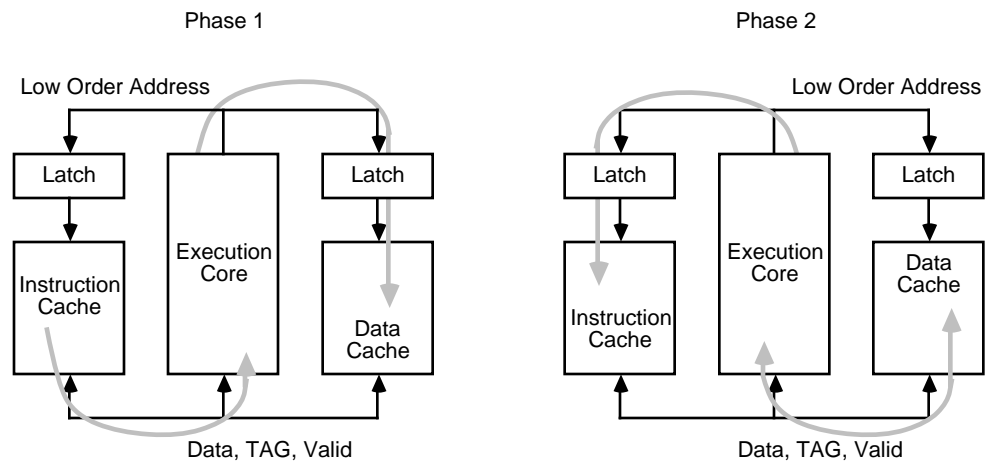 Phase 1
Low Order Address
Latch
Latch
Execution
Core
Instruction
Cache
Data
Cache
Data, TAG, Valid
Phase 2
Low Order Address
Latch
Latch
Execution
Core
Data
Cache
Instruction
Cache
Data, TAG, Valid